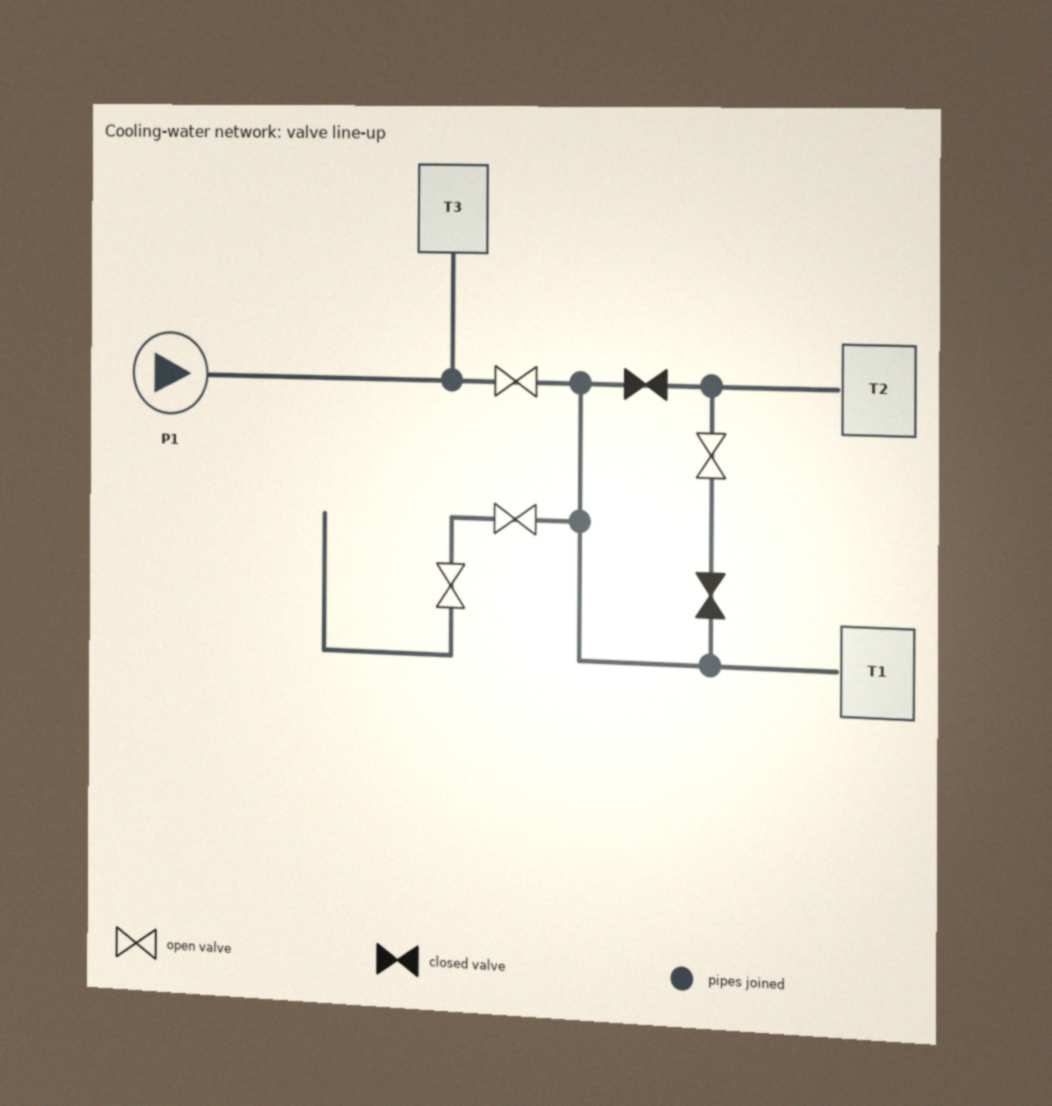 Cooling-water network: valve line-up
T3
P1
T2
T1
open valve
closed valve
pipes joined